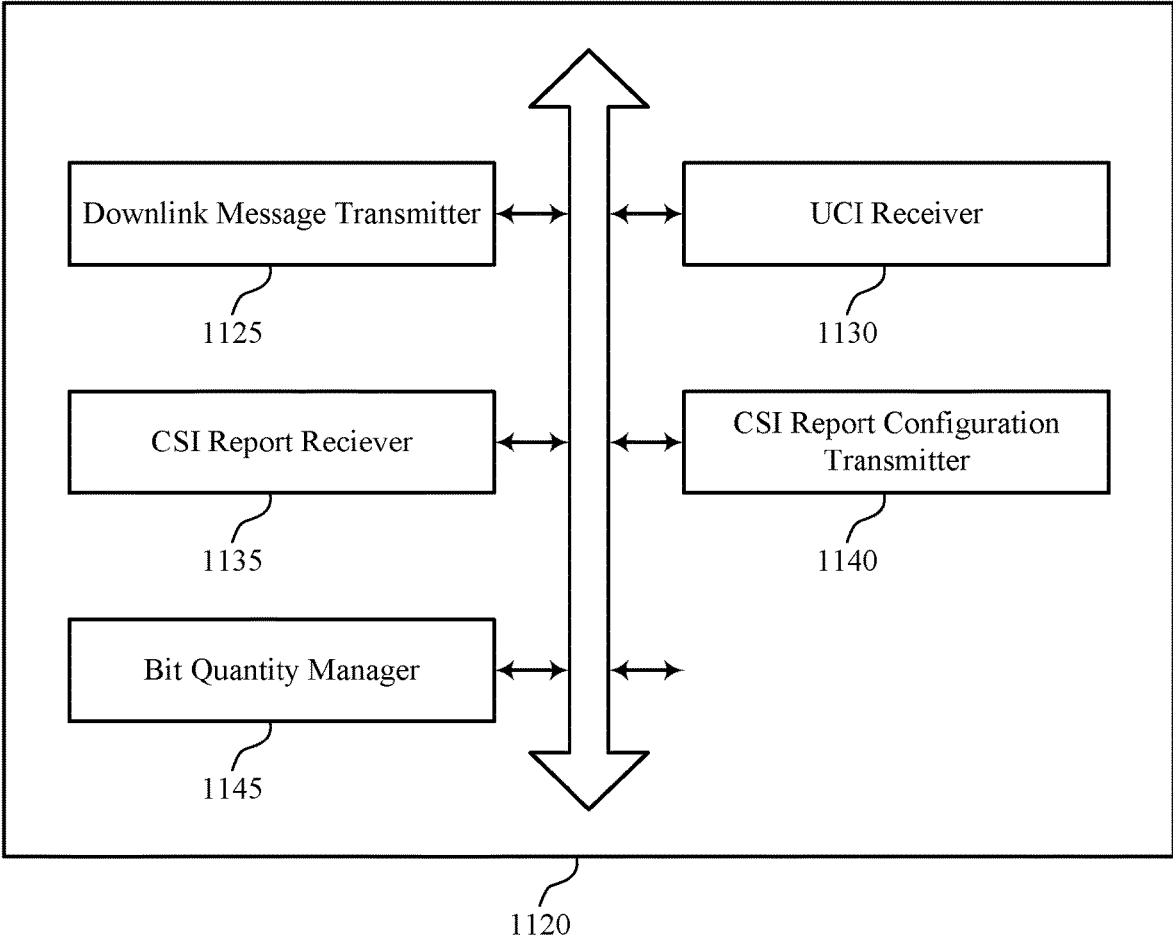 Downlink Message Transmitter
UCI Receiver
1125
1130
CSI Report Reciever
CSI Report Configuration
Transmitter
1135
1140
Bit Quantity Manager
1145
1120